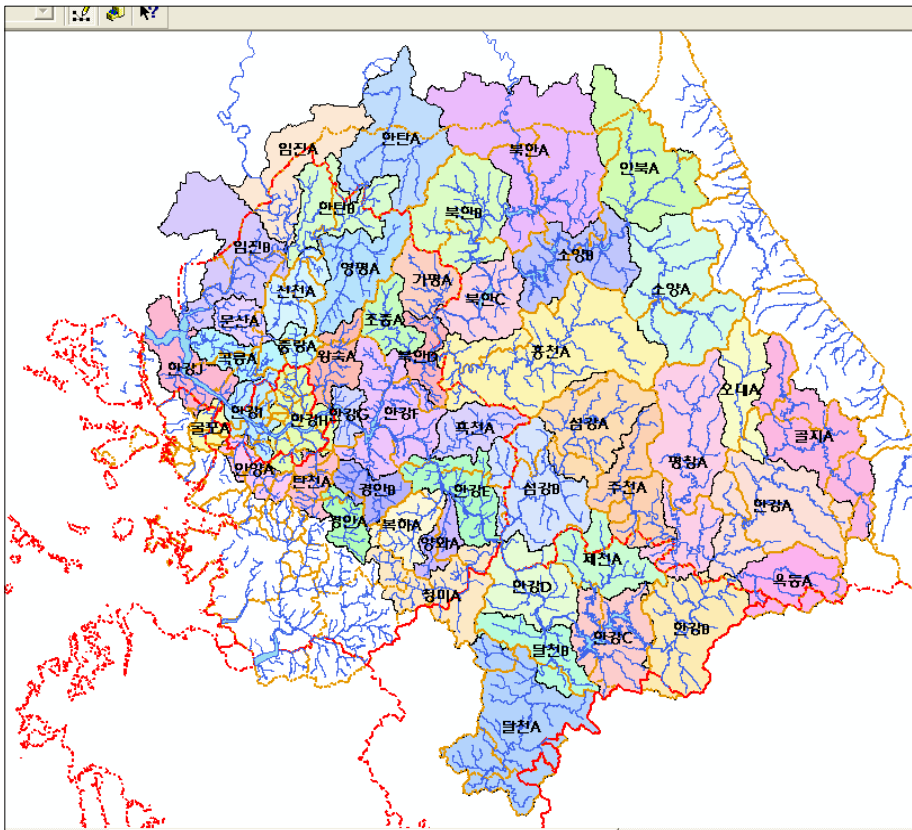 임진A
한탄A
북한A
안북A
한탄B
북한B
임진B
영평A
소양B
가평A
신천A
북한C
소양A
문산A
조종A
중랑A
홍천A
곡릉A
왕숙A
북한D
한강J
오대A
한강I
한강H
한강G
한강F
굴포A
흑천A
섬강A
골지A
평창A
안양A
탄천A
경안B
한강E
섬강B
주천A
한강A
경안A
복하A
양화A
제천A
옥동A
청미A
한강D
한강C
한강B
달천B
달천A